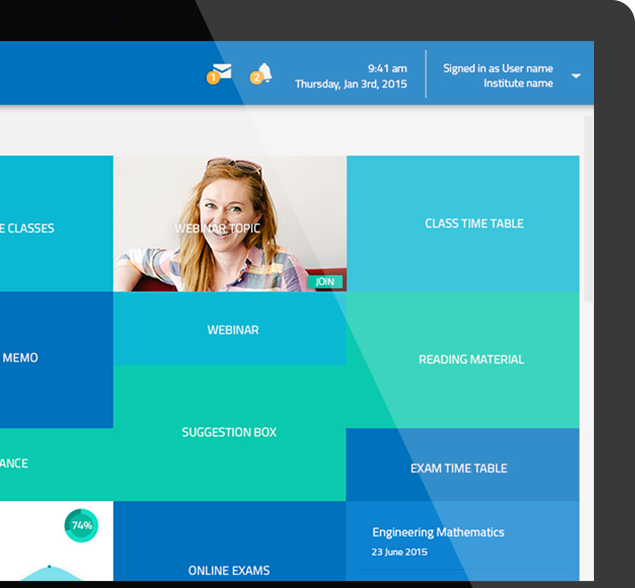 1
2
9:41 am
Thursday, Jan 3rd, 2015
Signed in as User name
Institute name
E CLASSES
WEBINAR TOPIC
JOIN
CLASS TIME TABLE
MEMO
WEBINAR
READING MATERIAL
SUGGESTION BOX
ANCE
EXAM TIME TABLE
74%
ONLINE EXAMS
Engineering Mathematics
23 June 2015